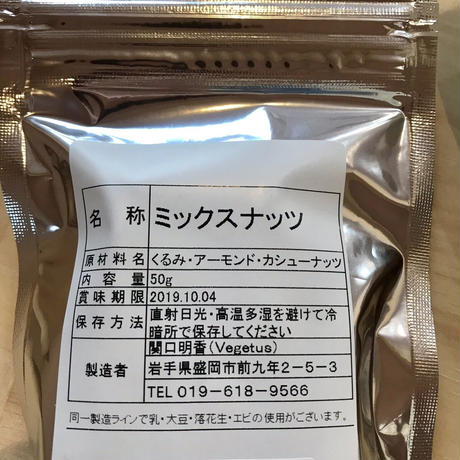 名称 ミックスナッツ
原材料名 くるみ・アーモンド・カシューナッツ
内容量 50g
賞味期限 2019.10.04
保存方法 直射日光・高温多湿を避けて冷
暗所で保存してください
製造者 関口明香(Vegetus)
岩手県盛岡市前九年2-5-3
TEL 019-618-9566
同一製造ラインで乳・大豆・落花生・エビの使用がございます。